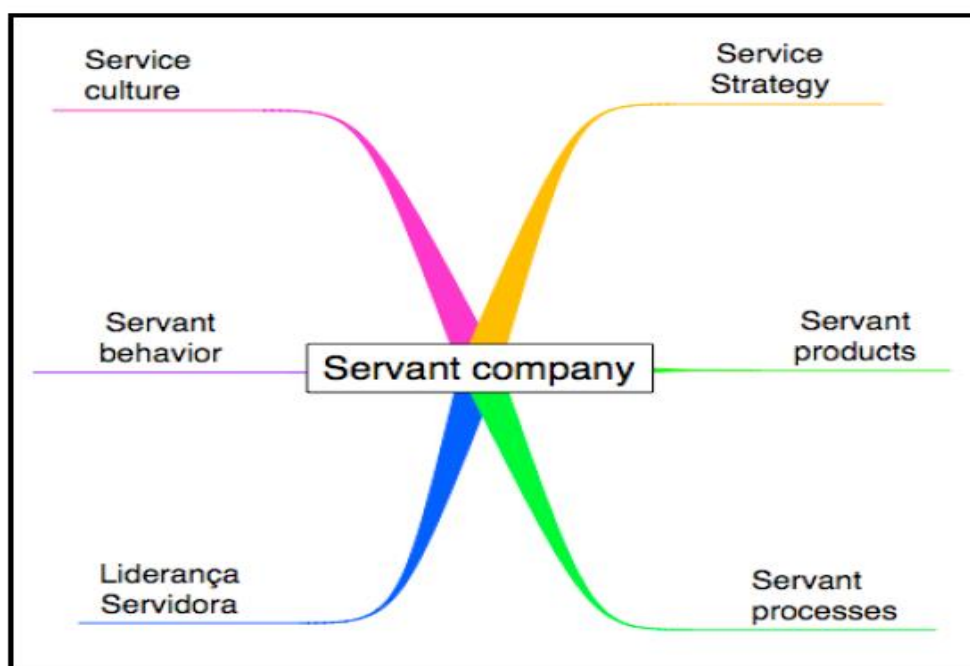 Service
culture
Service
Strategy
Servant
behavior
Servant company
Servant
products
Liderança
Servidora
Servant
processes